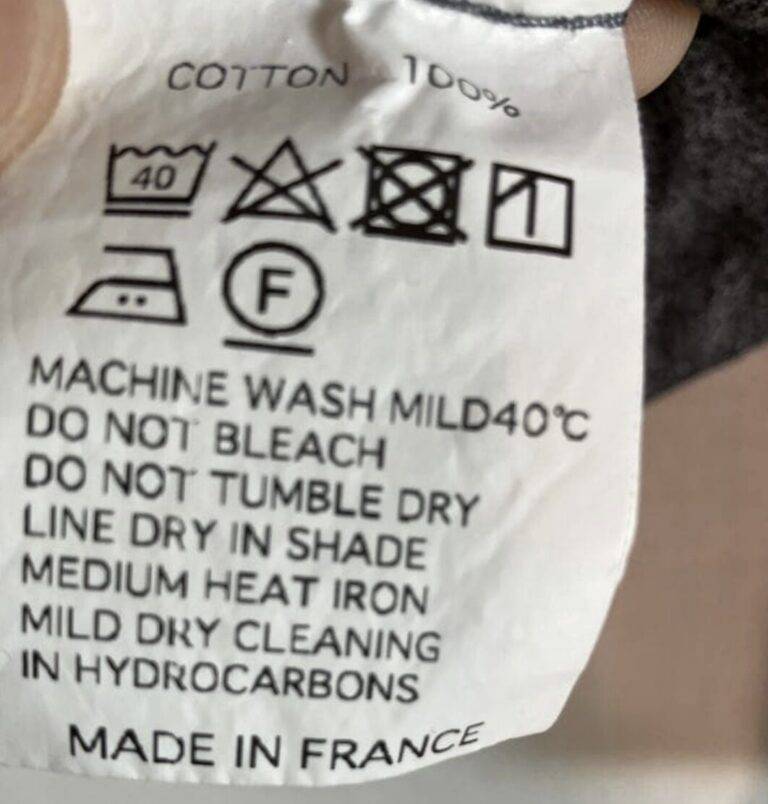 COTTON 100%
40
F
MACHINE WASH MILD40°C
DO NOT BLEACH
DO NOT TUMBLE DRY
LINE DRY IN SHADE
MEDIUM HEAT IRON
MILD DRY CLEANING
IN HYDROCARBONS
MADE IN FRANCE